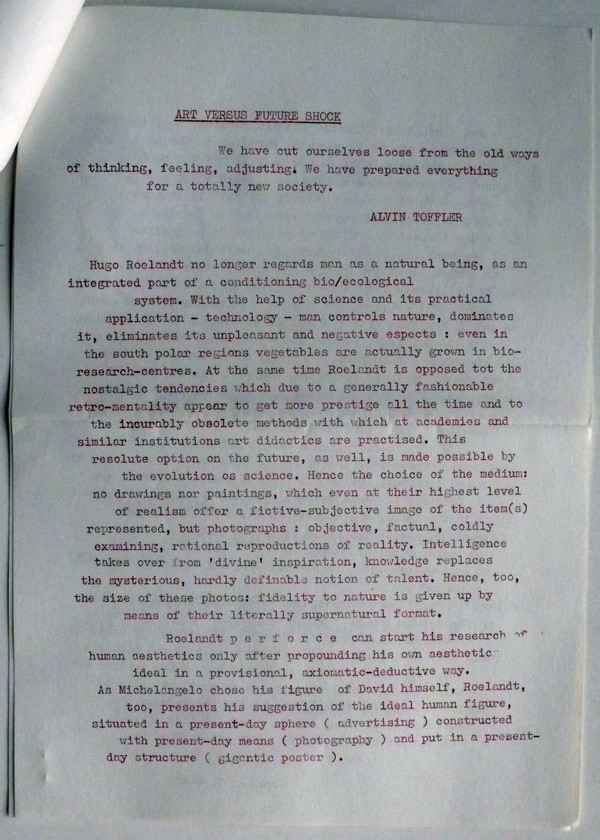 ART VERSUS FUTURE SHOCK
We have cut ourselves loose from the old ways
of thinking, feeling, adjusting. We have prepared everything
for a totally new society.
ALVIN TOFFLER
Hugo Roelandt no longer regards man as a natural being, as an
integrated part of a conditioning bio/ecological
system. With the help of science and its practical
application - technology - man controls nature, dominates
it, eliminates its unpleasant and negative espects : even in
the south polar regions vegetables are actually grown in bio-
research-centres. At the same time Roelandt is opposed tot the
nostalgic tendencies which due to a generally fashionable
retro-mentality appear to get more prestige all the time and to
the incurably obsolete methods with which at academies and
similar institutions art didactics are practised. This
resolute option on the future, as well, is made possible by
the evolution os science. Hence the choice of the medium:
no drawings nor paintings, which even at their highest level
of realism offer a fictive-subjective image of the item(s)
represented, but photographs : objective, factual, coldly
examining, rational reproductions of reality. Intelligence
takes over from 'divine' inspiration, knowledge replaces
the mysterious, hardly definable notion of talent. Hence, too,
the size of these photos: fidelity to nature is given up by
means of their literally supernatural format.
Roelandt p e r f o r c e can start his research of
human aesthetics only after propounding his own aesthetic
ideal in a provisional, axiomatic-deductive way.
As Michelangelo chose his figure of David himself, Roelandt,
too, presents his suggestion of the ideal human figure,
situated in a present-day sphere ( advertising ) constructed
with present-day means ( photography ) and put in a present-
day structure ( gigantic poster ).